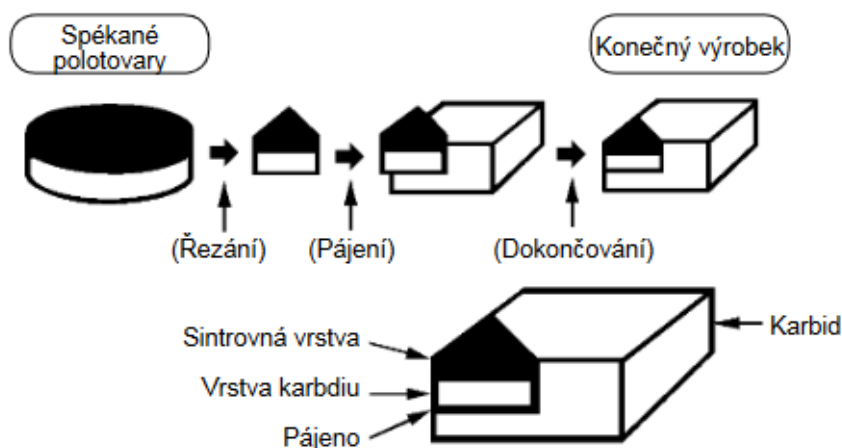 Spékané
polotovary
Konečný výrobek
(Řezání)
(Pájení)
(Dokončování)
Sintrovná vrstva
Karbid
Vrstva karbdiu
Pájeno